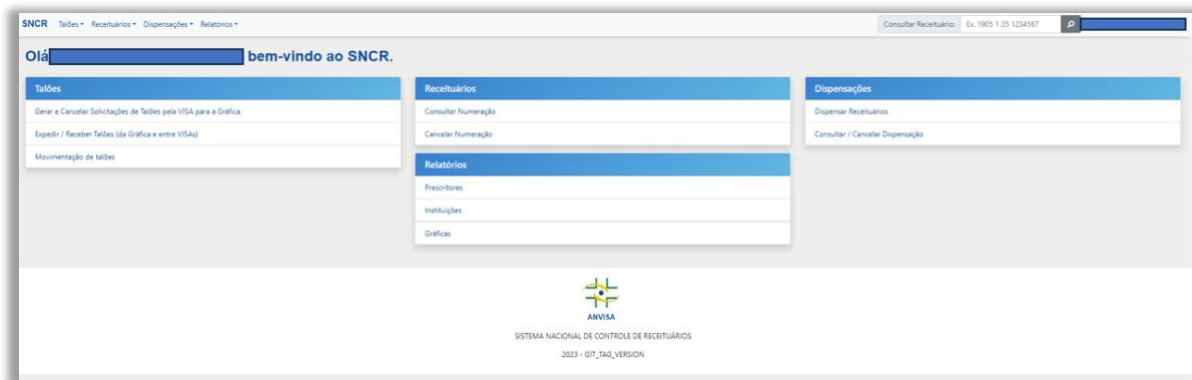 SNCR Talões Receituários Dispensações Relatórios Consultar Receituário: Ex. 1905 1 35 1234567
Olá bem-vindo ao SNCR.
Talões
Gerar e Cancelar Solicitações de Talões pela VISA para a Gráfica
Expedir / Receber Talões (da Gráfica e entre VISAs)
Movimentação de talões
Receituários
Consultar Numeração
Cancelar Numeração
Relatórios
Prescritores
Instituições
Gráficas
Dispensações
Dispensar Receituários
Consultar / Cancelar Dispensação
ANVISA
SISTEMA NACIONAL DE CONTROLE DE RECEITUÁRIOS
2023 - GIT_TAG_VERSION